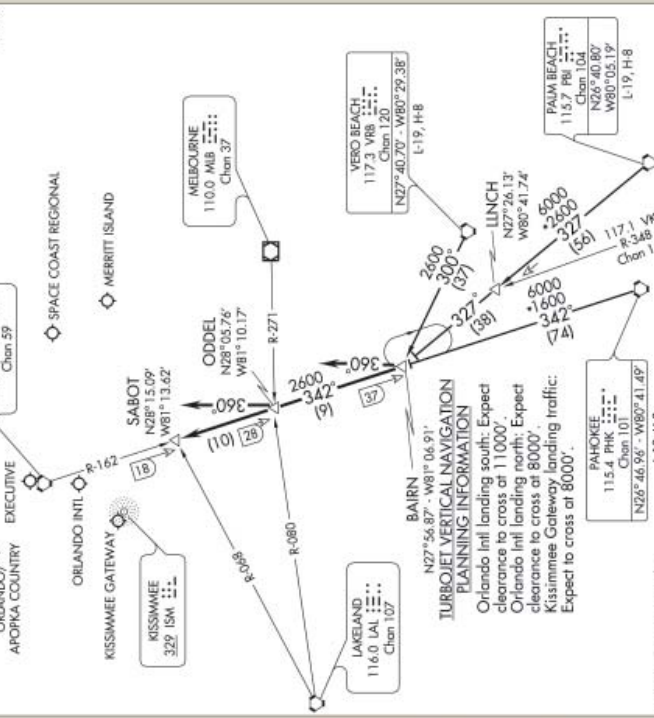 Chan 59
ORLANDO/
APOPKA COUNTRY
EXECUTIVE
SPACE COAST REGIONAL
MERRITT ISLAND
ORLANDO INTL
KISSIMMEE GATEWAY
KISSIMMEE
329 ISM
R-162
18
SABOT
N28°15.09'
W81°13.62'
MELBOURNE
110.0 MLB
Chan 37
ODDEL
N28°05.76'
W81°10.17'
R-271
360°
(10)
28
2600
342°
(9)
360°
37
R-068
R-080
LAKELAND
116.0 LAL
Chan 107
VERO BEACH
117.3 VRB
Chan 120
N27°40.70' - W80°29.38'
L-19, H-8
2600
300°
(37)
LLNCH
N27°26.13'
W80°41.74'
327°
(38)
6000
*2600
327
(56)
117.1 VK
R-348
Chan 1
PALM BEACH
115.7 PBI
Chan 104
N26°40.80'
W80°05.19'
L-19, H-8
6000
*1600
342°
(74)
BAIRN
N27°56.87' - W81°06.91'
TURBOJET VERTICAL NAVIGATION
PLANNING INFORMATION
Orlando Intl landing south: Expect
clearance to cross at 11000'.
Orlando Intl landing north: Expect
clearance to cross at 8000'.
Kissimmee Gateway landing traffic:
Expect to cross at 8000'.
PAHOKEE
115.4 PHK
Chan 101
N26°46.96' - W80°41.49'